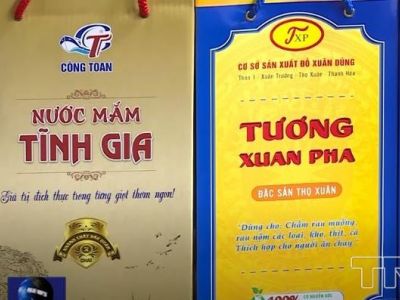 CÔNG TOAN
NƯỚC MẮM
TĨNH GIA
Giá trị đích thực trong từng giọt thơm ngon!
TXP
CƠ SỞ SẢN XUẤT ĐỖ XUÂN DŨNG
Thôn 1 - Xuân Trường - Thọ Xuân - Thanh Hóa
TƯƠNG
XUAN PHA
ĐẶC SẢN THỌ XUÂN
"Dùng cho: Chấm rau muống,
rau nộm các loại, kho, thịt, cá
Thích hợp cho người ăn chay."
100%